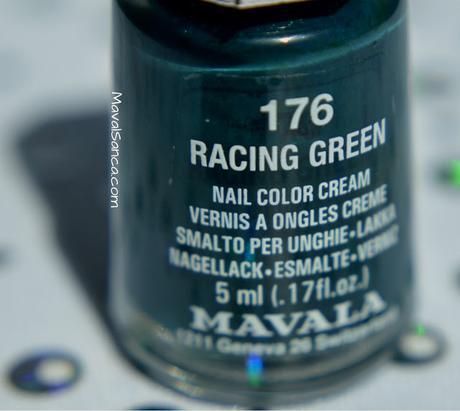 176
RACING GREEN
NAIL COLOR CREAM
VERNIS A ONGLES CREME
SMALTO PER UNGHIE•LAKKA
NAGELLACK•ESMALTE•VERNIZ
5 ml (.17fl.oz.)
MAVALA
1211 Geneva 26 Switzerland
MavalSanca.com